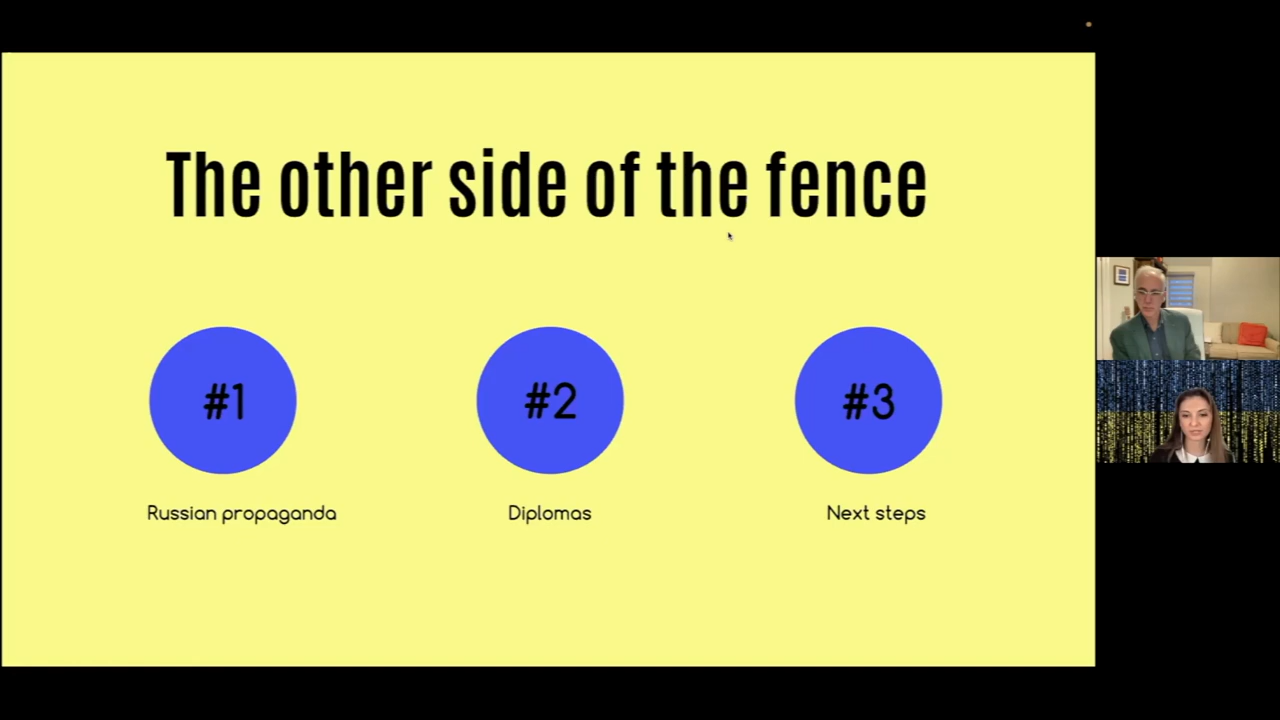 The other side of the fence
#1
#2
#3
Russian propaganda
Diplomas
Next steps